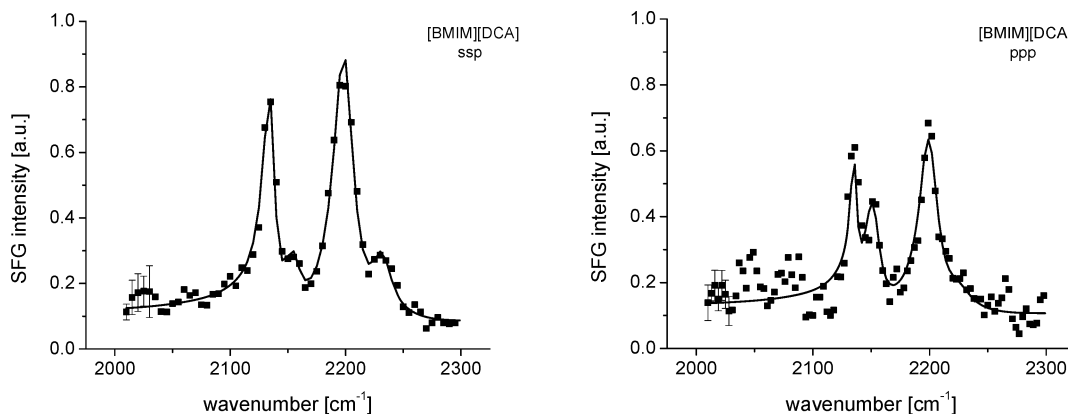 [BMIM][DCA]
ssp
1.0
0.8
0.6
0.4
0.2
0.0
SFG intensity [a.u.]
2000
2100
2200
2300
wavenumber [cm-1]
[BMIM][DCA
ppp
1.0
0.8
0.6
0.4
0.2
0.0
SFG intensity [a.u.]
2000
2100
2200
2300
wavenumber [cm-1]